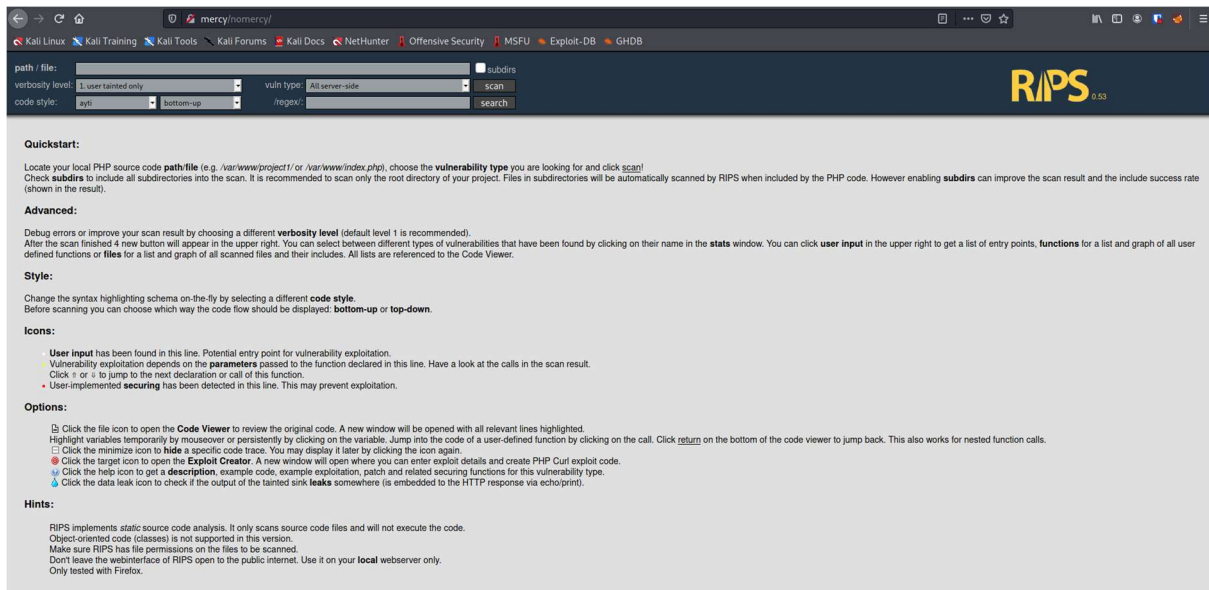 mercy/nomercy/
Kali Linux Kali Training Kali Tools Kali Forums Kali Docs NetHunter Offensive Security MSFU Exploit-DB GHDB
path / file: subdirs
verbosity level: 1. user tainted only vuln type: All server-side scan
code style: ayti bottom-up /regex/: search
RIPS 0.53
Quickstart:
Locate your local PHP source code path/file (e.g. /var/www/project1/ or /var/www/index.php), choose the vulnerability type you are looking for and click scan!
Check subdirs to include all subdirectories into the scan. It is recommended to scan only the root directory of your project. Files in subdirectories will be automatically scanned by RIPS when included by the PHP code. However enabling subdirs can improve the scan result and the include success rate
(shown in the result).
Advanced:
Debug errors or improve your scan result by choosing a different verbosity level (default level 1 is recommended).
After the scan finished 4 new button will appear in the upper right. You can select between different types of vulnerabilities that have been found by clicking on their name in the stats window. You can click user input in the upper right to get a list of entry points, functions for a list and graph of all user
defined functions or files for a list and graph of all scanned files and their includes. All lists are referenced to the Code Viewer.
Style:
Change the syntax highlighting schema on-the-fly by selecting a different code style.
Before scanning you can choose which way the code flow should be displayed: bottom-up or top-down.
Icons:
User input has been found in this line. Potential entry point for vulnerability exploitation.
Vulnerability exploitation depends on the parameters passed to the function declared in this line. Have a look at the calls in the scan result.
Click ⇑ or ⇓ to jump to the next declaration or call of this function.
User-implemented securing has been detected in this line. This may prevent exploitation.
Options:
Click the file icon to open the Code Viewer to review the original code. A new window will be opened with all relevant lines highlighted.
Highlight variables temporarily by mouseover or persistently by clicking on the variable. Jump into the code of a user-defined function by clicking on the call. Click return on the bottom of the code viewer to jump back. This also works for nested function calls.
Click the minimize icon to hide a specific code trace. You may display it later by clicking the icon again.
Click the target icon to open the Exploit Creator. A new window will open where you can enter exploit details and create PHP Curl exploit code.
Click the help icon to get a description, example code, example exploitation, patch and related securing functions for this vulnerability type.
Click the data leak icon to check if the output of the tainted sink leaks somewhere (is embedded to the HTTP response via echo/print).
Hints:
RIPS implements static source code analysis. It only scans source code files and will not execute the code.
Object-oriented code (classes) is not supported in this version.
Make sure RIPS has file permissions on the files to be scanned.
Don't leave the webinterface of RIPS open to the public internet. Use it on your local webserver only.
Only tested with Firefox.